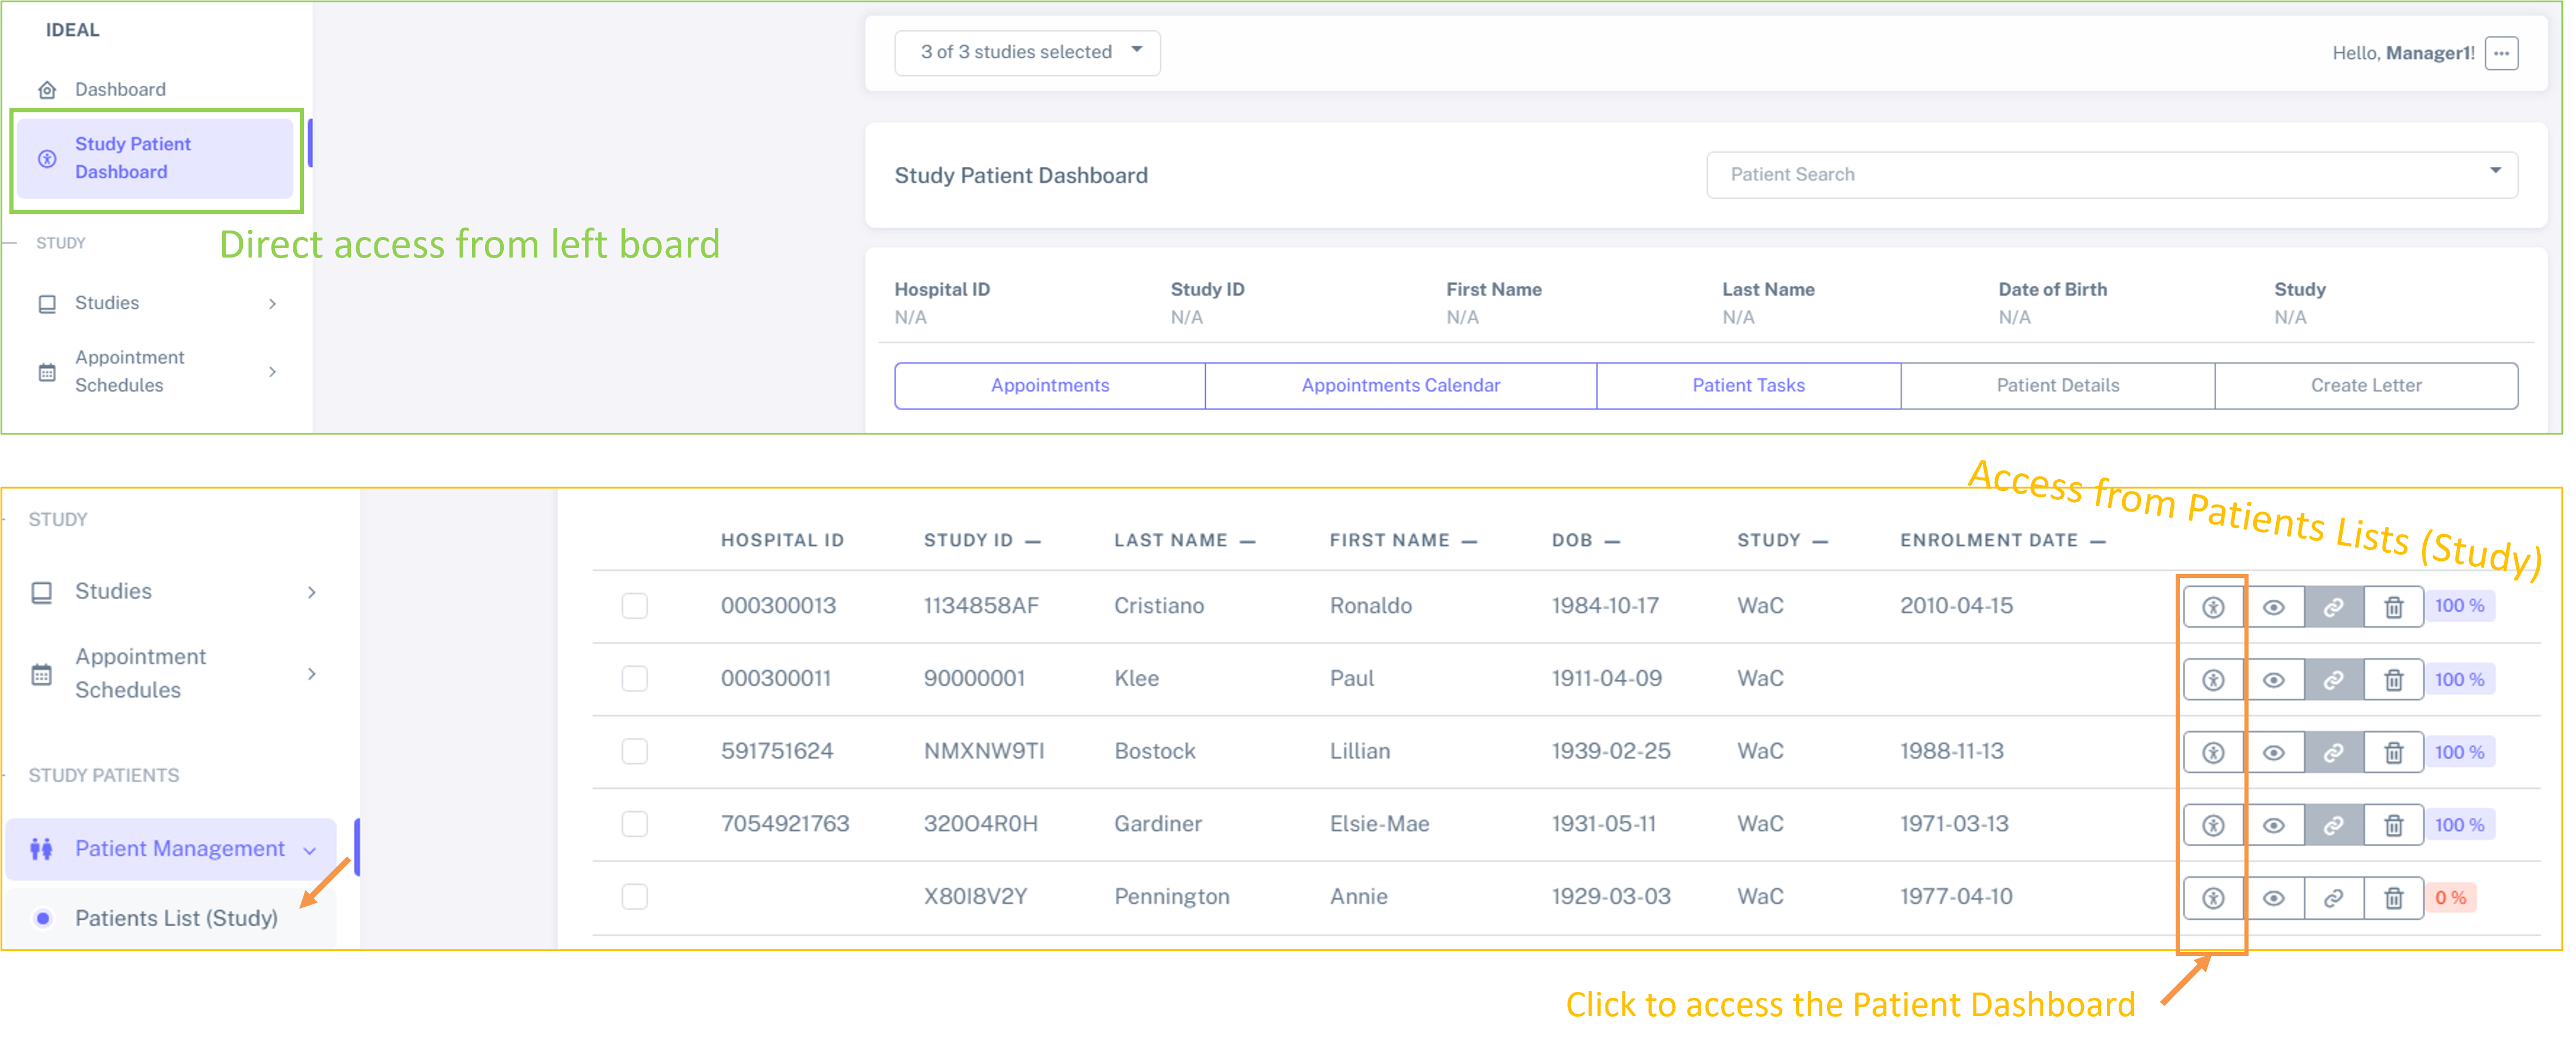 IDEAL
Dashboard
Study Patient
Dashboard
STUDY
Direct access from left board
Studies
Appointment
Schedules
3 of 3 studies selected
Hello, Manager1!
Study Patient Dashboard
Patient Search
Hospital ID Study ID First Name Last Name Date of Birth Study
N/A N/A N/A N/A N/A N/A
Appointments Appointments Calendar Patient Tasks Patient Details Create Letter
Access from Patients Lists (Study)
STUDY
Studies
Appointment
Schedules
STUDY PATIENTS
Patient Management
Patients List (Study)
HOSPITAL ID STUDY ID LAST NAME FIRST NAME DOB STUDY ENROLMENT DATE
000300013 1134858AF Cristiano Ronaldo 1984-10-17 WaC 2010-04-15 100 %
000300011 90000001 Klee Paul 1911-04-09 WaC 100 %
591751624 NMXNW9TI Bostock Lillian 1939-02-25 WaC 1988-11-13 100 %
7054921763 32OO4R0H Gardiner Elsie-Mae 1931-05-11 WaC 1971-03-13 100 %
X80I8V2Y Pennington Annie 1929-03-03 WaC 1977-04-10 0 %
Click to access the Patient Dashboard